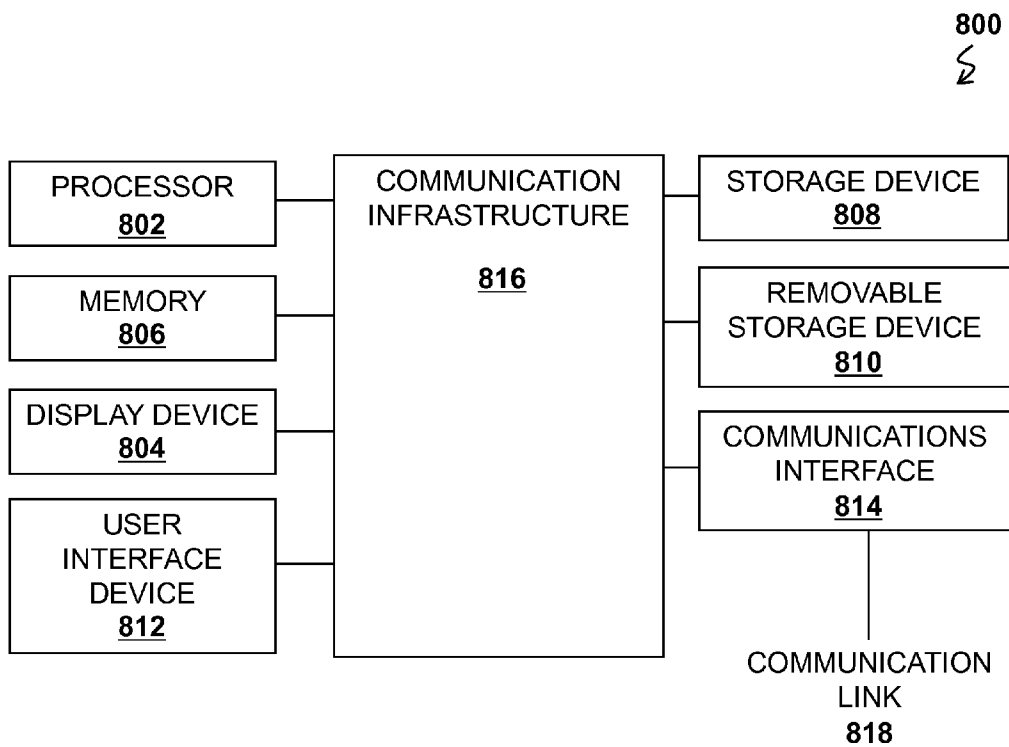 800
PROCESSOR
802
MEMORY
806
DISPLAY DEVICE
804
USER
INTERFACE
DEVICE
812
COMMUNICATION
INFRASTRUCTURE
816
STORAGE DEVICE
808
REMOVABLE
STORAGE DEVICE
810
COMMUNICATIONS
INTERFACE
814
COMMUNICATION
LINK
818